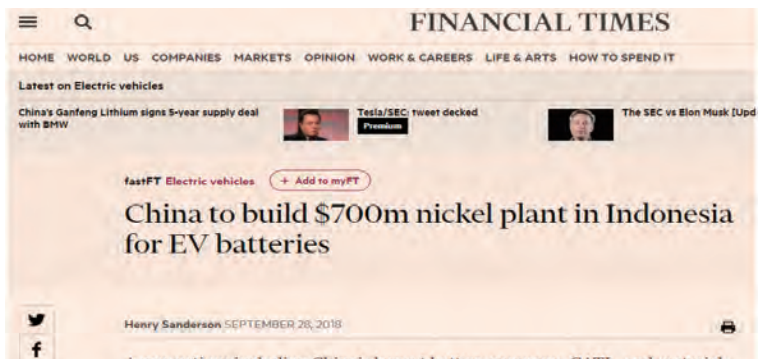 FINANCIAL TIMES
HOME WORLD US COMPANIES MARKETS OPINION WORK & CAREERS LIFE & ARTS HOW TO SPEND IT
Latest on Electric vehicles
China's Ganfeng Lithium signs 5-year supply deal
with BMW
Tesla/SEC: tweet decked
Premium
The SEC vs Elon Musk [Upd
fastFT Electric vehicles + Add to myFT
China to build $700m nickel plant in Indonesia
for EV batteries
Henry Sanderson SEPTEMBER 28, 2018